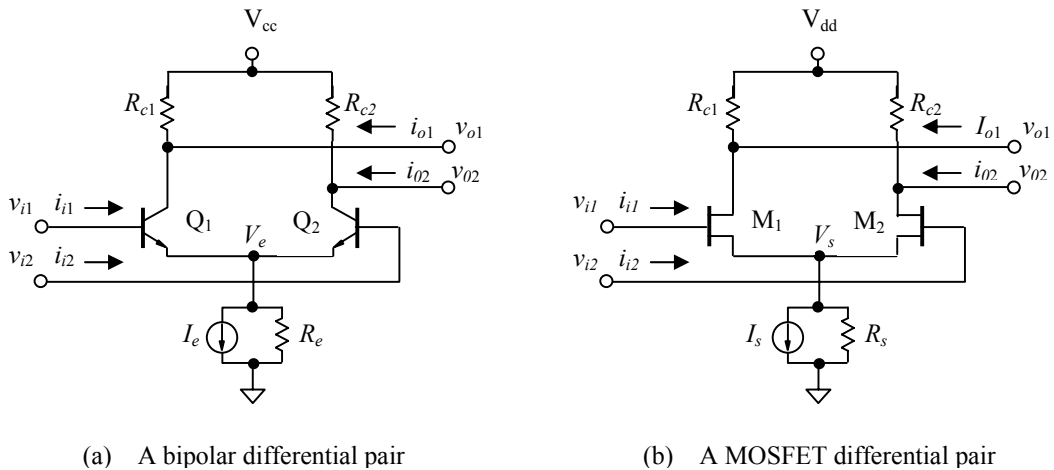 Vcc
Rc1
Rc2
io1 vo1
i02 v02
vi1 ii1
Q1
Q2
Ve
vi2 ii2
Ie
Re
(a) A bipolar differential pair
Vdd
Rc1
Rc2
Io1 vo1
i02 v02
vi1 ii1
M1
M2
Vs
vi2 ii2
Is
Rs
(b) A MOSFET differential pair